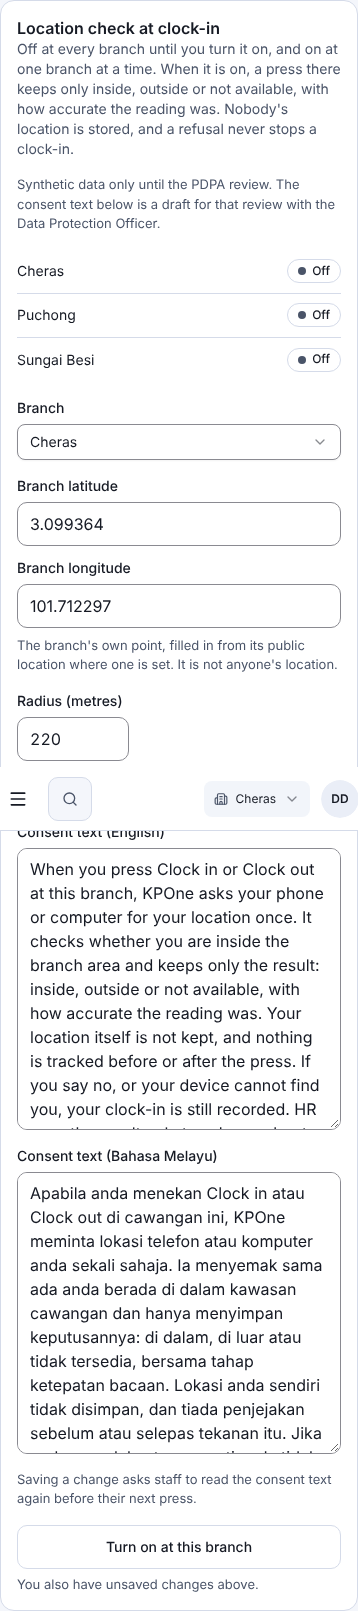 Location check at clock-in
Off at every branch until you turn it on, and on at
one branch at a time. When it is on, a press there
keeps only inside, outside or not available, with
how accurate the reading was. Nobody's
location is stored, and a refusal never stops a
clock-in.
Synthetic data only until the PDPA review. The
consent text below is a draft for that review with the
Data Protection Officer.
Cheras
Off
Puchong
Off
Sungai Besi
Off
Branch
Cheras
Branch latitude
3.099364
Branch longitude
101.712297
The branch's own point, filled in from its public
location where one is set. It is not anyone's location.
Radius (metres)
220
Cheras
DD
Consent text (English)
When you press Clock in or Clock out
at this branch, KPOne asks your phone
or computer for your location once. It
checks whether you are inside the
branch area and keeps only the result:
inside, outside or not available, with
how accurate the reading was. Your
location itself is not kept, and nothing
is tracked before or after the press. If
you say no, or your device cannot find
you, your clock-in is still recorded. HR
Consent text (Bahasa Melayu)
Apabila anda menekan Clock in atau
Clock out di cawangan ini, KPOne
meminta lokasi telefon atau komputer
anda sekali sahaja. Ia menyemak sama
ada anda berada di dalam kawasan
cawangan dan hanya menyimpan
keputusannya: di dalam, di luar atau
tidak tersedia, bersama tahap
ketepatan bacaan. Lokasi anda sendiri
tidak disimpan, dan tiada penjejakan
sebelum atau selepas tekanan itu. Jika
Saving a change asks staff to read the consent text
again before their next press.
Turn on at this branch
You also have unsaved changes above.